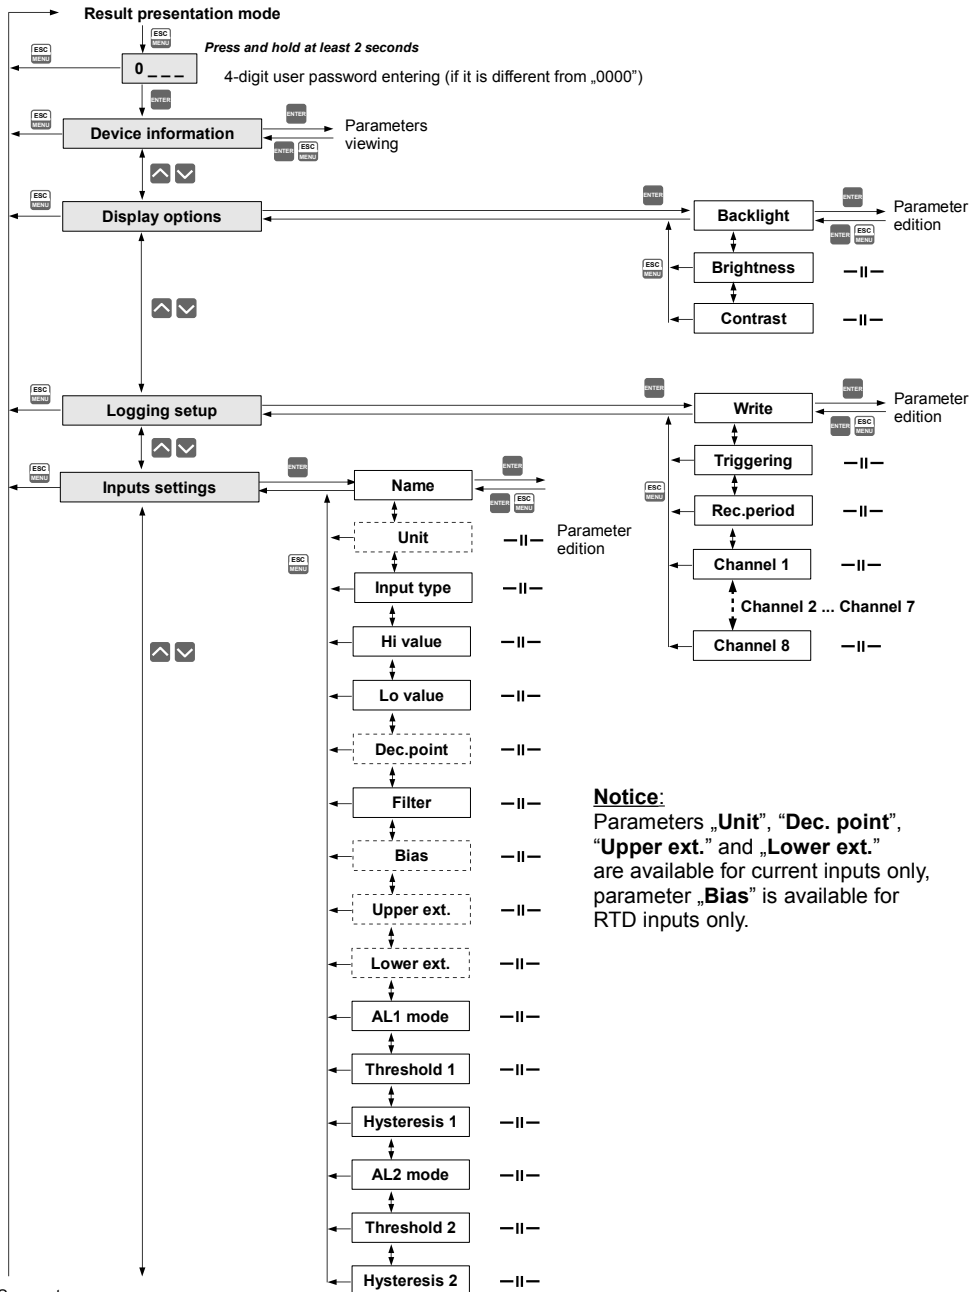 Result presentation mode
ESC
MENU
Press and hold at least 2 seconds
ESC
MENU
0 _ _ _
4-digit user password entering (if it is different from „0000")
ENTER
ESC
MENU
Device information
ENTER
ENTER
ESC
MENU
Parameters
viewing
ESC
MENU
Display options
ENTER
Backlight
ENTER
ENTER
ESC
MENU
Parameter
edition
ESC
MENU
Brightness
—II—
Contrast
—II—
ESC
MENU
Logging setup
ENTER
Write
ENTER
ENTER
ESC
MENU
Parameter
edition
Triggering
—II—
ESC
MENU
Rec.period
—II—
Channel 1
—II—
Channel 2 ... Channel 7
Channel 8
—II—
ESC
MENU
Inputs settings
ENTER
Name
ENTER
ENTER
ESC
MENU
Parameter
edition
ESC
MENU
Unit
—II—
Input type
—II—
Hi value
—II—
Lo value
—II—
Dec.point
—II—
Filter
—II—
Bias
—II—
Upper ext.
—II—
Lower ext.
—II—
AL1 mode
—II—
Threshold 1
—II—
Hysteresis 1
—II—
AL2 mode
—II—
Threshold 2
—II—
Hysteresis 2
—II—
Notice:
Parameters „Unit", “Dec. point”,
“Upper ext.” and „Lower ext.”
are available for current inputs only,
parameter „Bias” is available for
RTD inputs only.